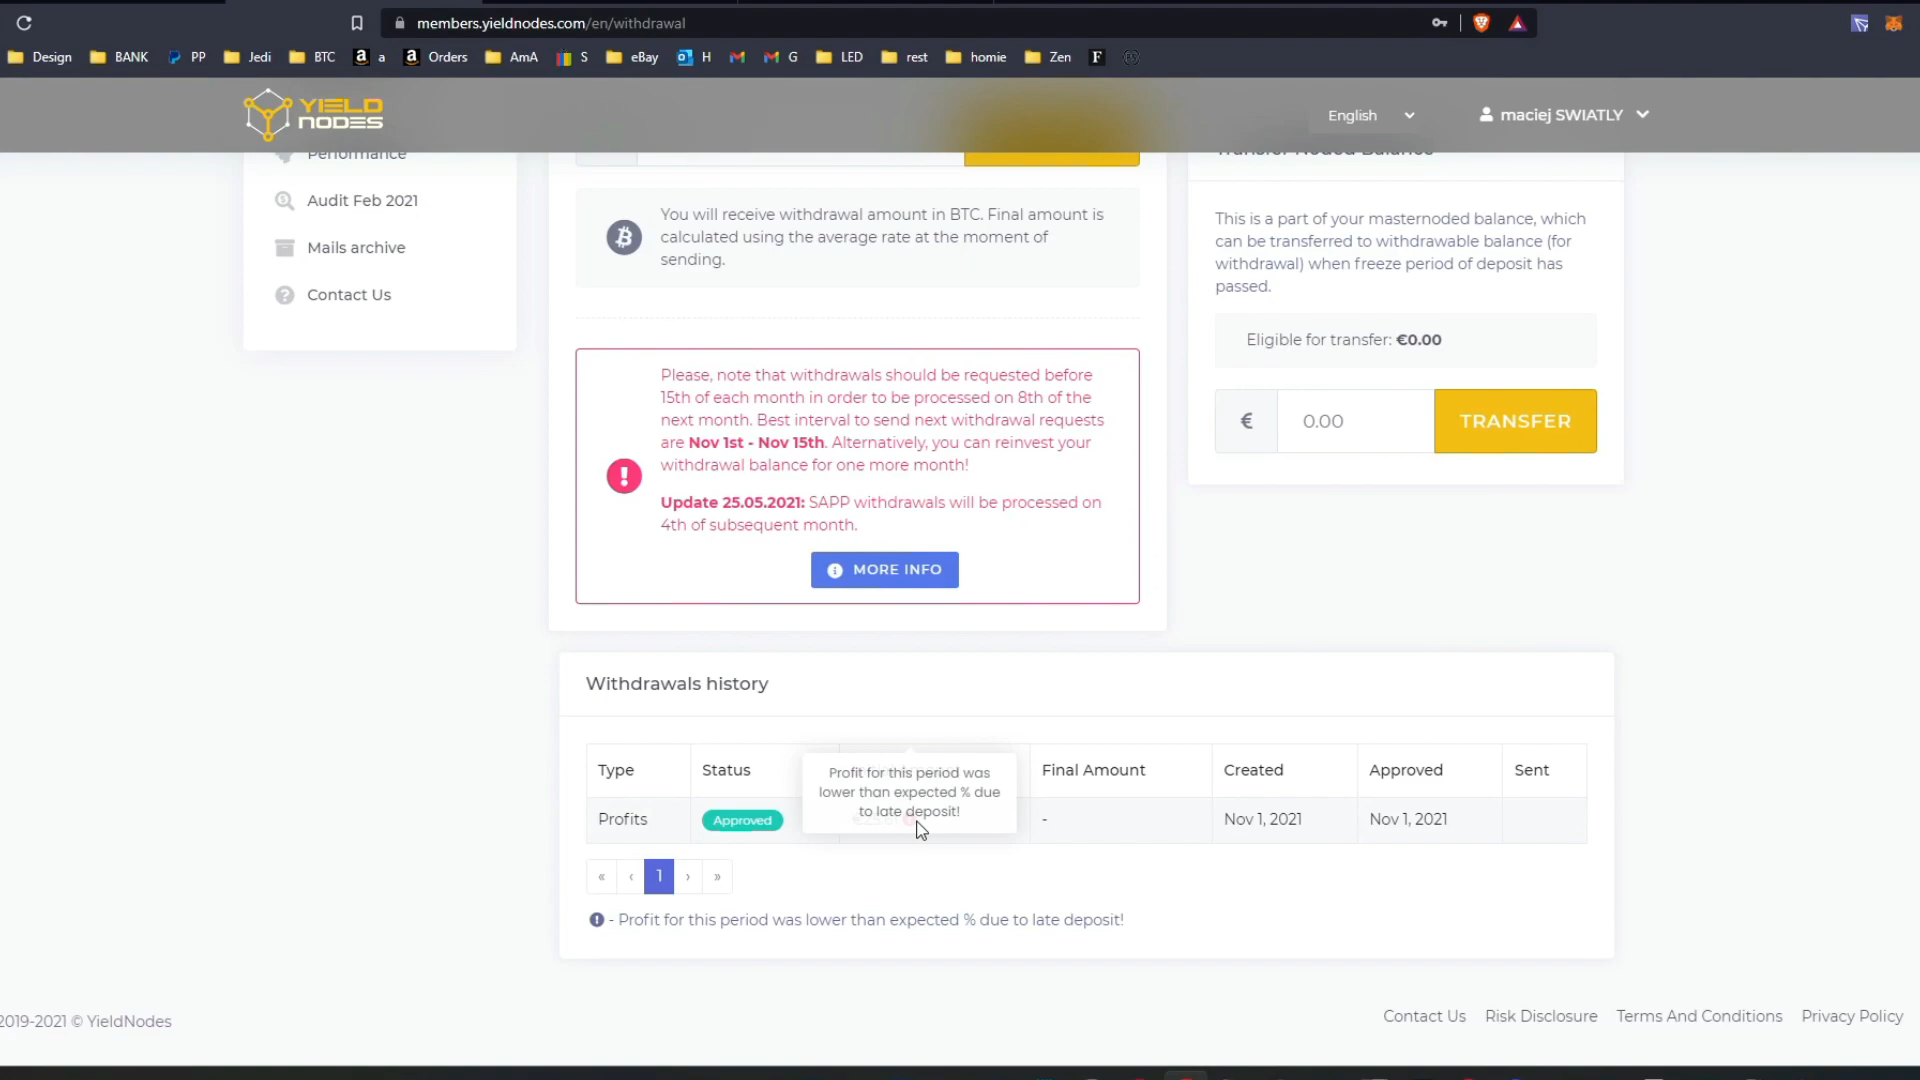 members.yieldnodes.com/en/withdrawal
Design
BANK
PP
Jedi
BTC
a
Orders
AmA
S
eBay
H
G
LED
rest
homie
Zen
YIELD
NODES
English
maciej SWIATLY
Performance
Audit Feb 2021
Mails archive
Contact Us
You will receive withdrawal amount in BTC. Final amount is
calculated using the average rate at the moment of
sending.
Please, note that withdrawals should be requested before
15th of each month in order to be processed on 8th of the
next month. Best interval to send next withdrawal requests
are Nov 1st - Nov 15th. Alternatively, you can reinvest your
withdrawal balance for one more month!
Update 25.05.2021: SAPP withdrawals will be processed on
4th of subsequent month.
MORE INFO
Transfer Noded Balance
This is a part of your masternoded balance, which
can be transferred to withdrawable balance (for
withdrawal) when freeze period of deposit has
passed.
Eligible for transfer: €0.00
€ 0.00 TRANSFER
Withdrawals history
Type Status Final Amount Created Approved Sent
Profit for this period was
lower than expected % due
to late deposit!
Profits Approved - Nov 1, 2021 Nov 1, 2021
« ‹ 1 › »
- Profit for this period was lower than expected % due to late deposit!
2019-2021 © YieldNodes
Contact Us Risk Disclosure Terms And Conditions Privacy Policy